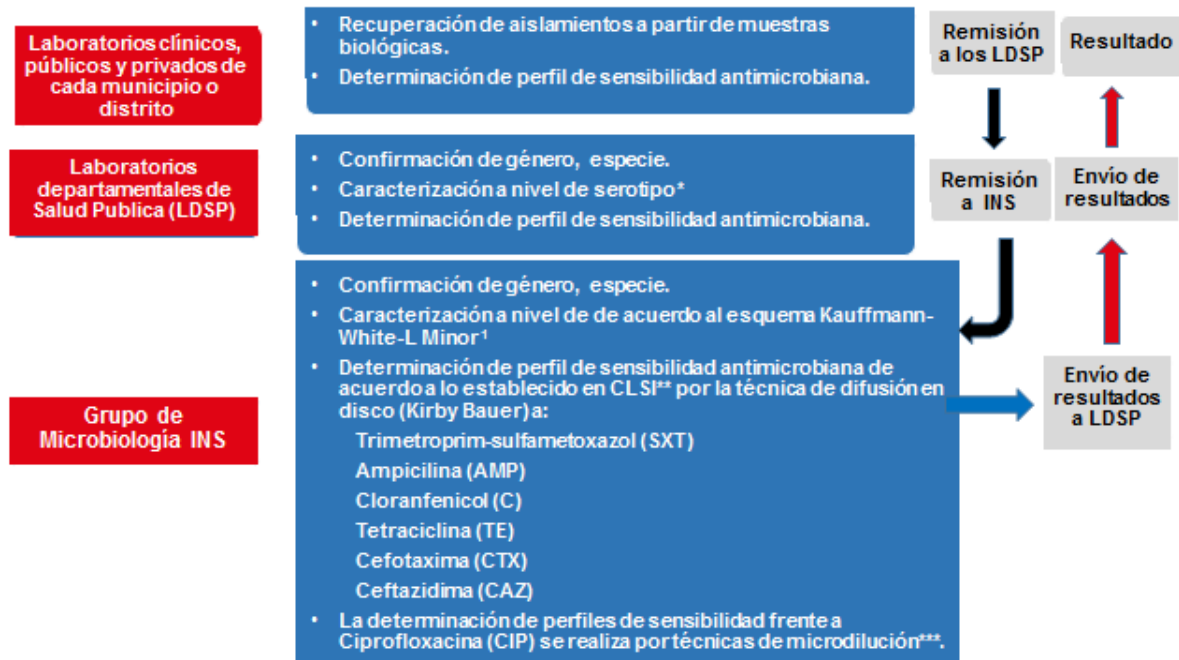 Laboratorios clínicos,
públicos y privados de
cada municipio o
distrito
• Recuperación de aislamientos a partir de muestras
biológicas.
• Determinación de perfil de sensibilidad antimicrobiana.
Remisión
a los LDSP
Resultado
Laboratorios
departamentales de
Salud Publica (LDSP)
• Confirmación de género, especie.
• Caracterización a nivel de serotipo*
• Determinación de perfil de sensibilidad antimicrobiana.
Remisión
a INS
Envío de
resultados
Grupo de
Microbiología INS
• Confirmación de género, especie.
• Caracterización a nivel de de acuerdo al esquema Kauffmann-
White-L Minor¹
• Determinación de perfil de sensibilidad antimicrobiana de
acuerdo a lo establecido en CLSI** por la técnica de difusión en
disco (Kirby Bauer) a:
Trimetroprim-sulfametoxazol (SXT)
Ampicilina (AMP)
Cloranfenicol (C)
Tetraciclina (TE)
Cefotaxima (CTX)
Ceftazidima (CAZ)
• La determinación de perfiles de sensibilidad frente a
Ciprofloxacina (CIP) se realiza por técnicas de microdilución***.
Envío de
resultados
a LDSP